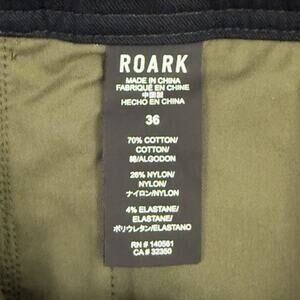 ROARK
MADE IN CHINA
FABRIQUÉ EN CHINE
中国製
HECHO EN CHINA
36
70% COTTON/
COTTON/
綿/ALGODON
26% NYLON/
NYLON/
ナイロン/NYLON
4% ELASTANE/
ELASTANE/
ポリウレタン/ELASTANO
RN # 140561
CA # 32350